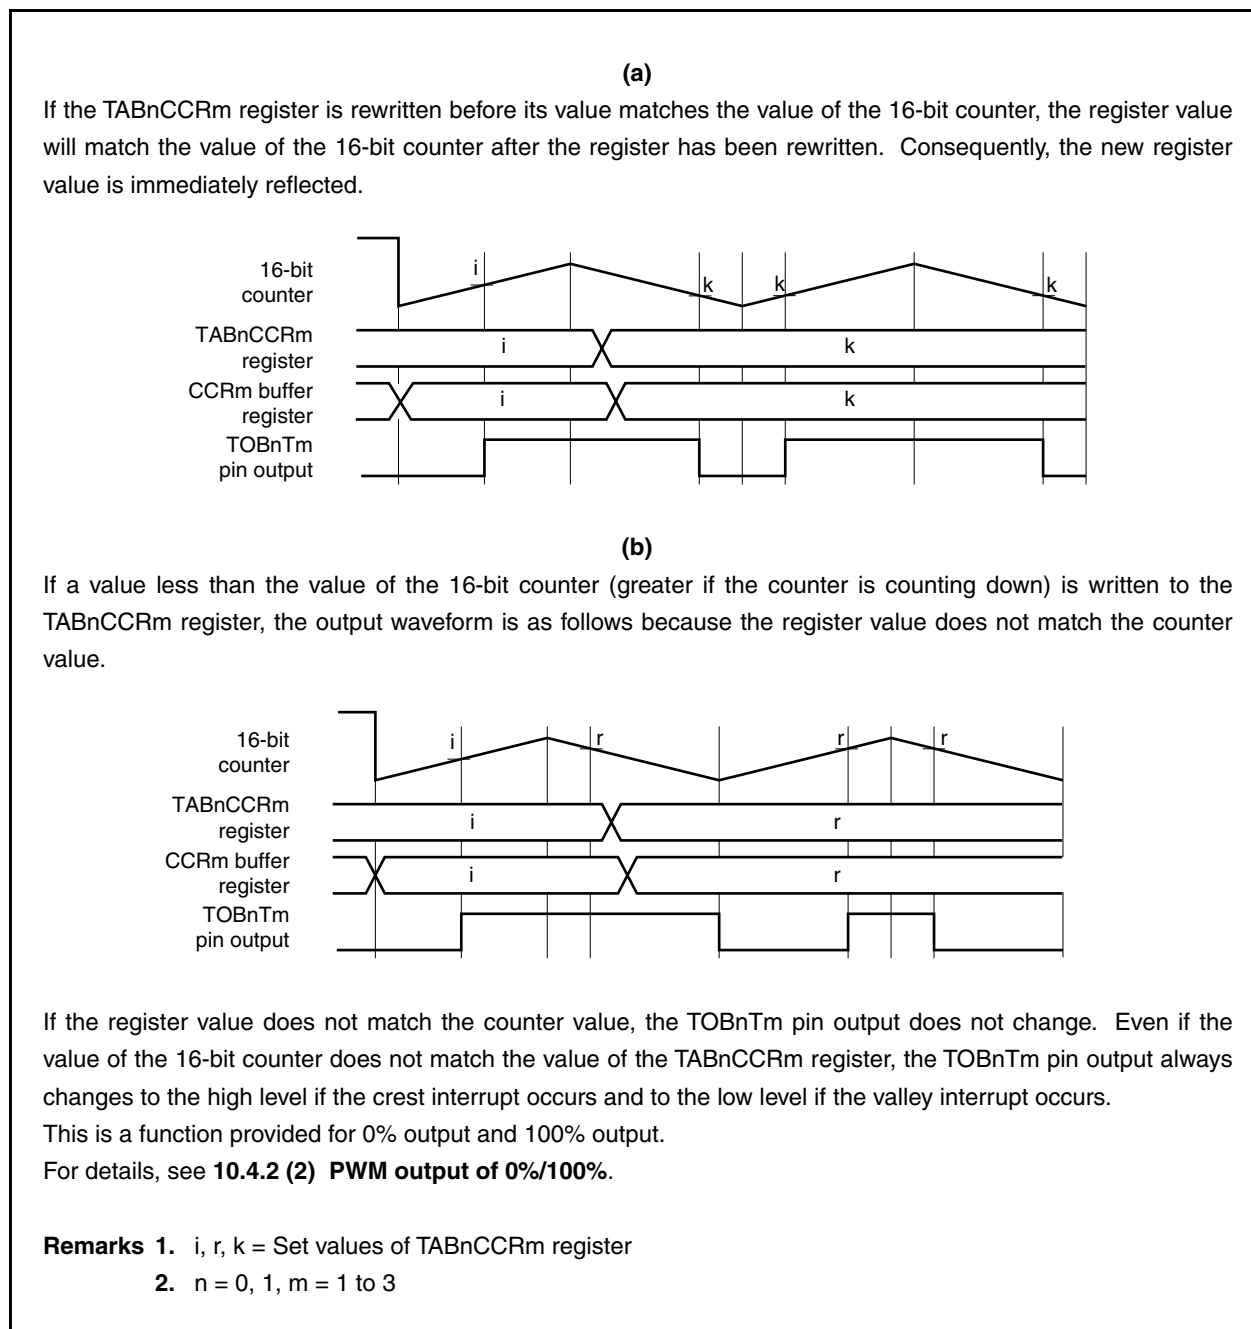 (a)
If the TABnCCRm register is rewritten before its value matches the value of the 16-bit counter, the register value
will match the value of the 16-bit counter after the register has been rewritten. Consequently, the new register
value is immediately reflected.
16-bit
counter
i
k
k
k
TABnCCRm
register
i
k
CCRm buffer
register
i
k
TOBnTm
pin output
(b)
If a value less than the value of the 16-bit counter (greater if the counter is counting down) is written to the
TABnCCRm register, the output waveform is as follows because the register value does not match the counter
value.
16-bit
counter
i
r
r
r
TABnCCRm
register
i
r
CCRm buffer
register
i
r
TOBnTm
pin output
If the register value does not match the counter value, the TOBnTm pin output does not change. Even if the
value of the 16-bit counter does not match the value of the TABnCCRm register, the TOBnTm pin output always
changes to the high level if the crest interrupt occurs and to the low level if the valley interrupt occurs.
This is a function provided for 0% output and 100% output.
For details, see 10.4.2 (2) PWM output of 0%/100%.
Remarks 1. i, r, k = Set values of TABnCCRm register
2. n = 0, 1, m = 1 to 3